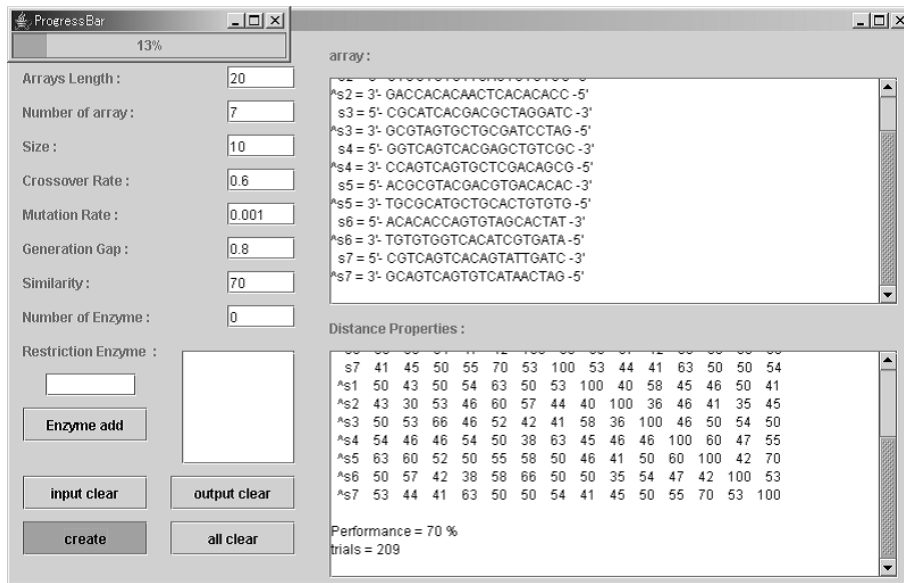 ProgressBar
13%
Arrays Length : 20
Number of array : 7
Size : 10
Crossover Rate : 0.6
Mutation Rate : 0.001
Generation Gap : 0.8
Similarity : 70
Number of Enzyme : 0
Restriction Enzyme :
Enzyme add
input clear output clear
create all clear
array :
^s2 = 3'- GACCACACAACTCACACACC -5'
s3 = 5'- CGCATCACGACGCTAGGATC -3'
^s3 = 3'- GCGTAGTGCTGCGATCCTAG -5'
s4 = 5'- GGTCAGTCACGAGCTGTCGC -3'
^s4 = 3'- CCAGTCAGTGCTCGACAGCG -5'
s5 = 5'- ACGCGTACGACGTGACACAC -3'
^s5 = 3'- TGCGCATGCTGCACTGTGTG -5'
s6 = 5'- ACACACCAGTGTAGCACTAT -3'
^s6 = 3'- TGTGTGGTCACATCGTGATA -5'
s7 = 5'- CGTCAGTCACAGTATTGATC -3'
^s7 = 3'- GCAGTCAGTGTCATAACTAG -5'
Distance Properties :
s7 41 45 50 55 70 53 100 53 44 41 63 50 50 54
^s1 50 43 50 54 63 50 53 100 40 58 45 46 50 41
^s2 43 30 53 46 60 57 44 40 100 36 46 41 35 45
^s3 50 53 66 46 52 42 41 58 36 100 46 50 54 50
^s4 54 46 46 54 50 38 63 45 46 46 100 60 47 55
^s5 63 60 52 50 55 58 50 46 41 50 60 100 42 70
^s6 50 57 42 38 58 66 50 50 35 54 47 42 100 53
^s7 53 44 41 63 50 50 54 41 45 50 55 70 53 100
Performance = 70 %
trials = 209